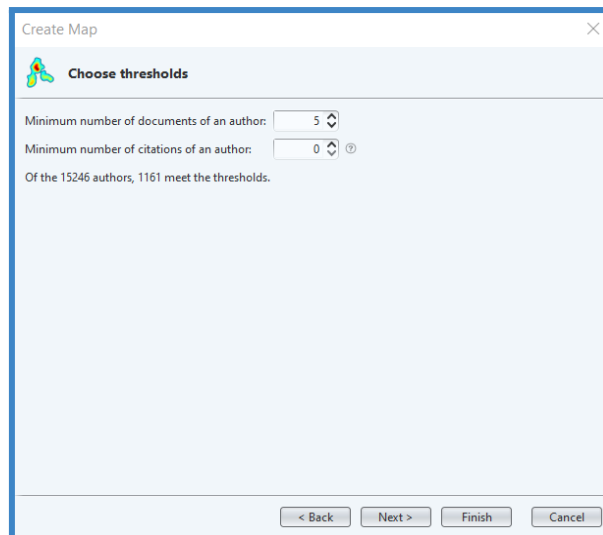 Create Map
Choose thresholds
Minimum number of documents of an author: 5
Minimum number of citations of an author: 0 ?
Of the 15246 authors, 1161 meet the thresholds.
< Back Next > Finish Cancel